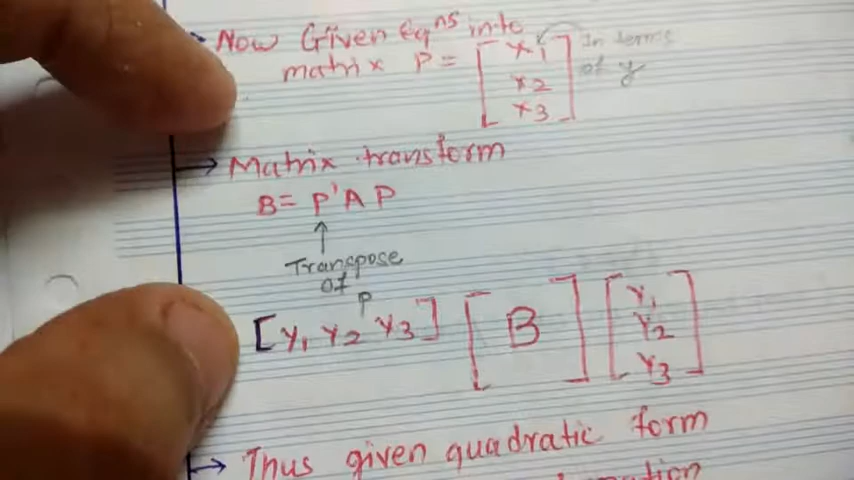 Now Given Eqns into
matrix P = [ x1 In terms
x2 of y
x3 ]
Matrix transform
B = P'AP
↑
Transpose
of
P
[Y1 Y2 Y3] [ B ] [ Y1
Y2
Y3 ]
Thus given quadratic form